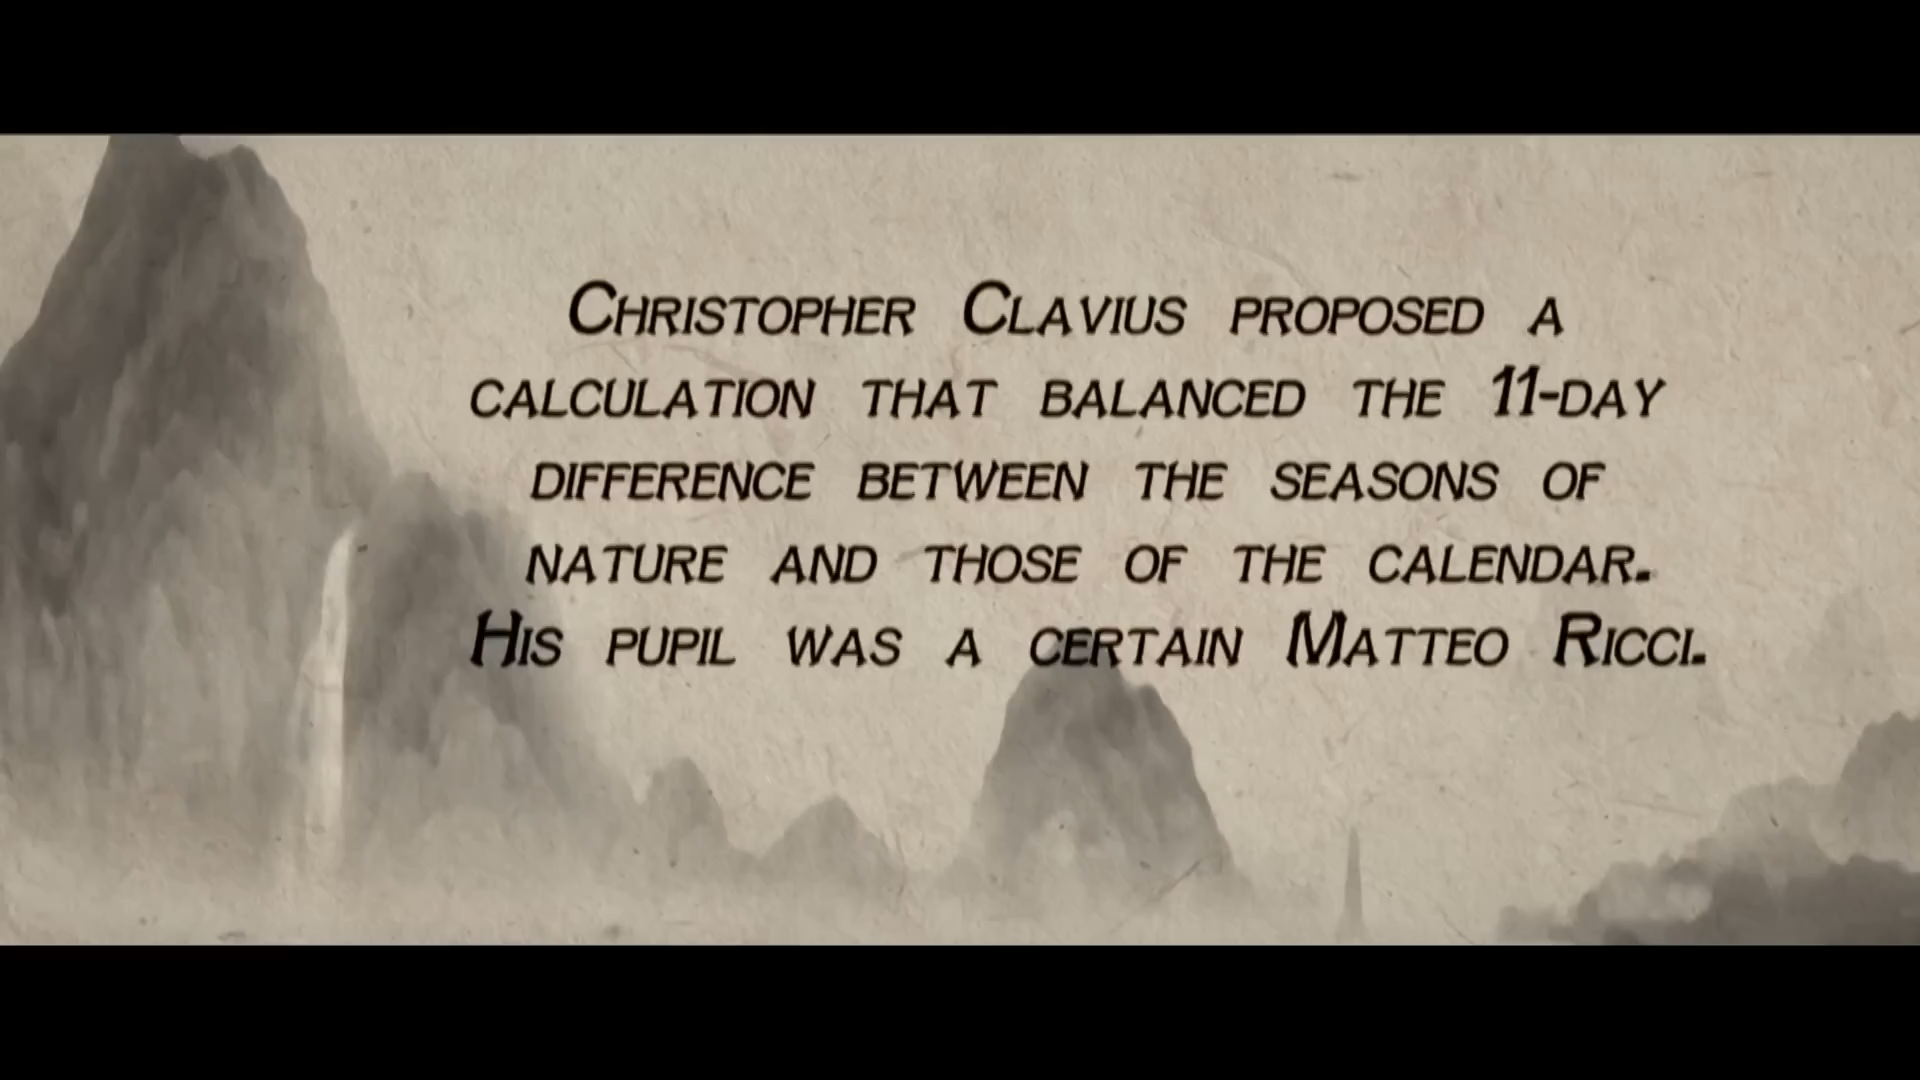 Christopher Clavius proposed a
calculation that balanced the 11-day
difference between the seasons of
nature and those of the calendar.
His pupil was a certain Matteo Ricci.